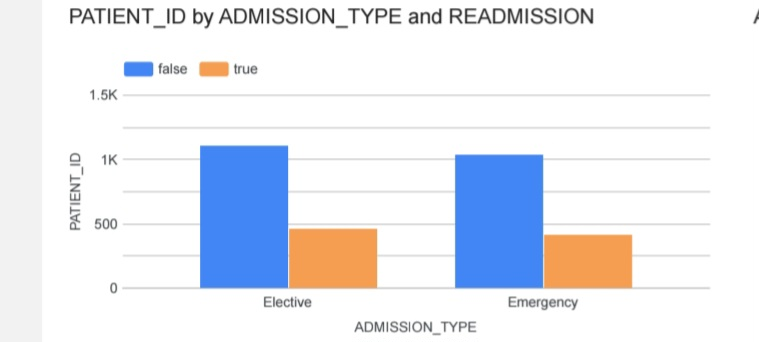 PATIENT_ID by ADMISSION_TYPE and READMISSION
false true
1.5K
1K
500
0
PATIENT_ID
Elective Emergency
ADMISSION_TYPE